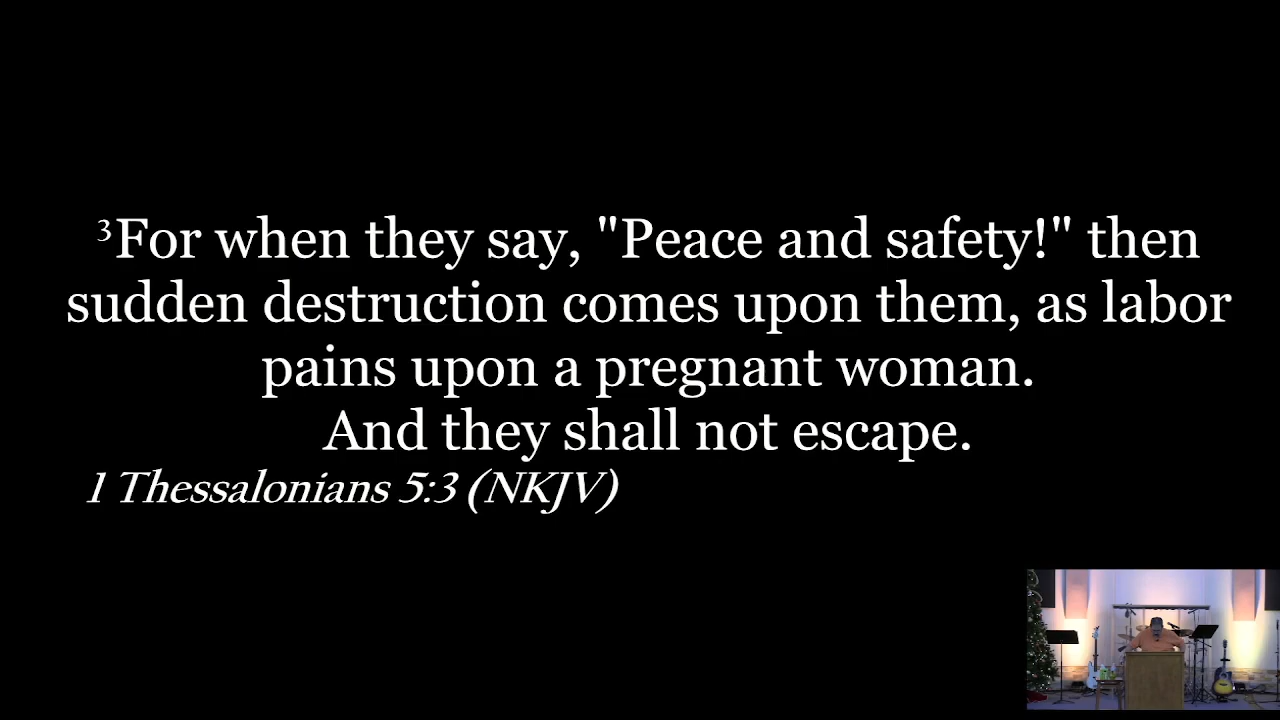 ³For when they say, "Peace and safety!" then
sudden destruction comes upon them, as labor
pains upon a pregnant woman.
And they shall not escape.
1 Thessalonians 5:3 (NKJV)